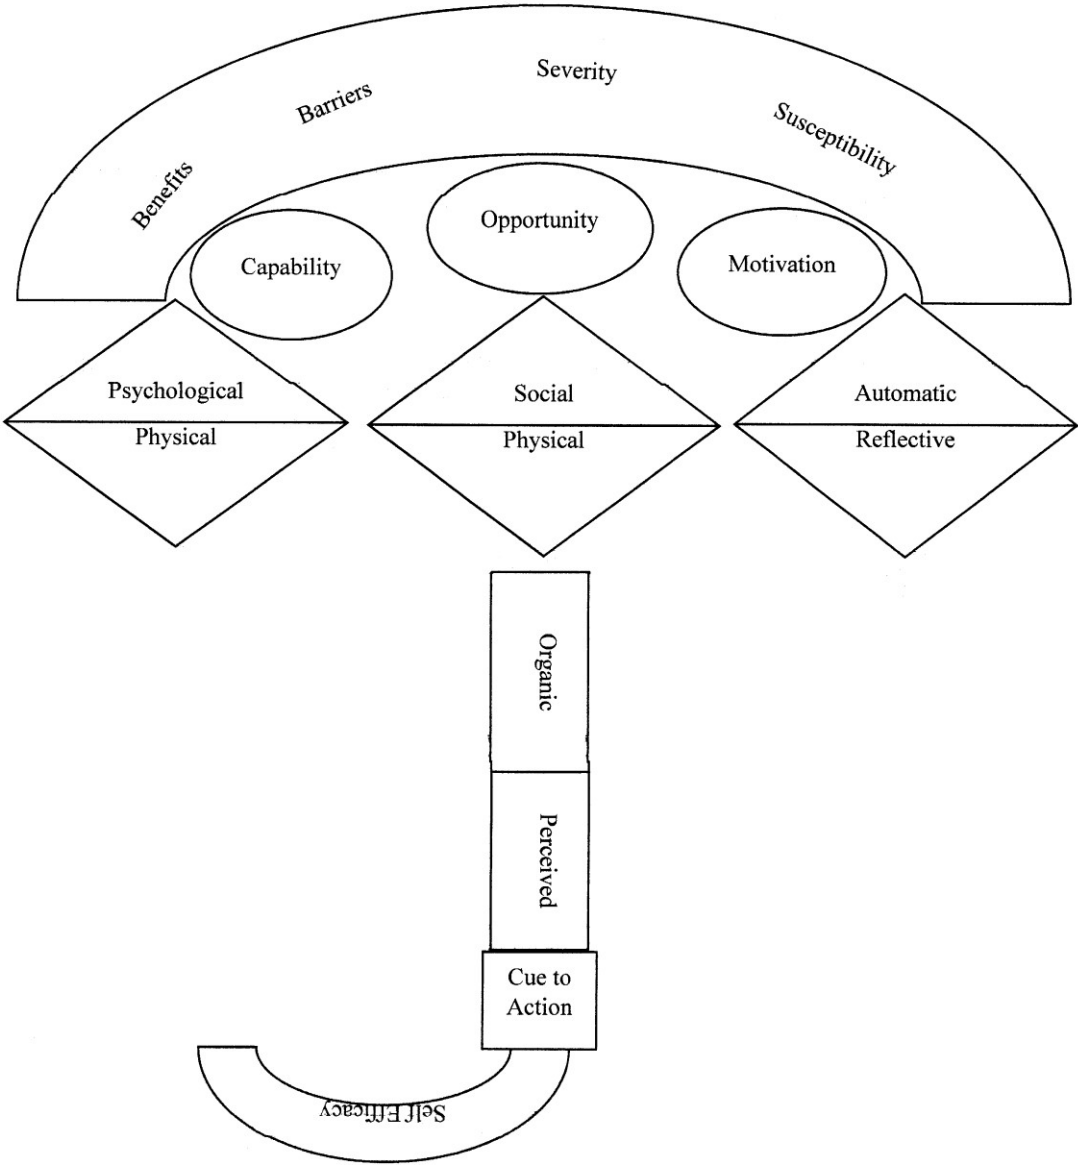 Severity
Barriers
Susceptibility
Benefits
Opportunity
Capability
Motivation
Psychological
Physical
Social
Physical
Automatic
Reflective
Organic
Perceived
Cue to
Action
Self Efficacy